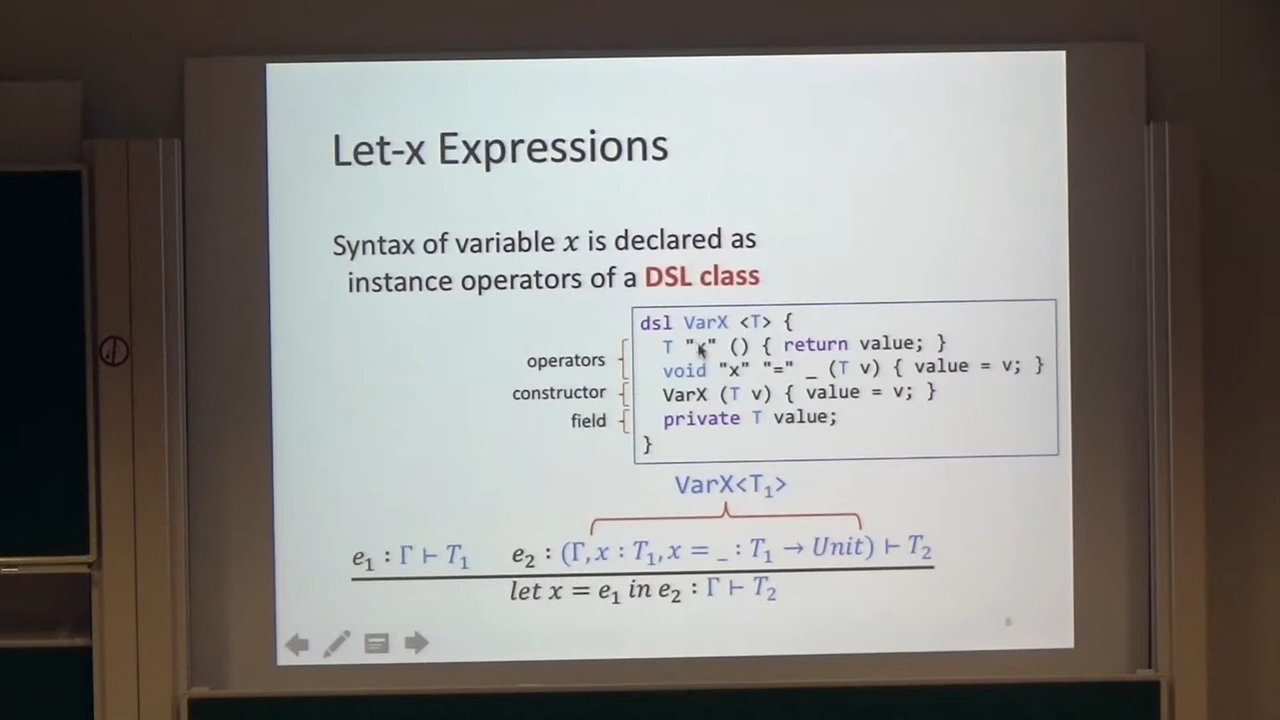 Let-x Expressions
Syntax of variable x is declared as
instance operators of a DSL class
dsl VarX <T> {
operators
T "x" () { return value; }
void "x" "=" _ (T v) { value = v; }
constructor
VarX (T v) { value = v; }
field
private T value;
}
VarX<T₁>
e₁ : Γ ⊢ T₁ e₂ : (Γ, x : T₁, x = _ : T₁ → Unit) ⊢ T₂
let x = e₁ in e₂ : Γ ⊢ T₂
8